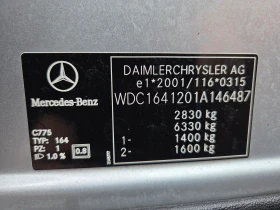 DAIMLERCHRYSLER AG
e1*2001/116*0315
WDC1641201A146487
2830 kg
6330 kg
1- 1400 kg
2- 1600 kg
Mercedes-Benz
C775
TYP: 164
PZ: 1
1.0 %
0.8